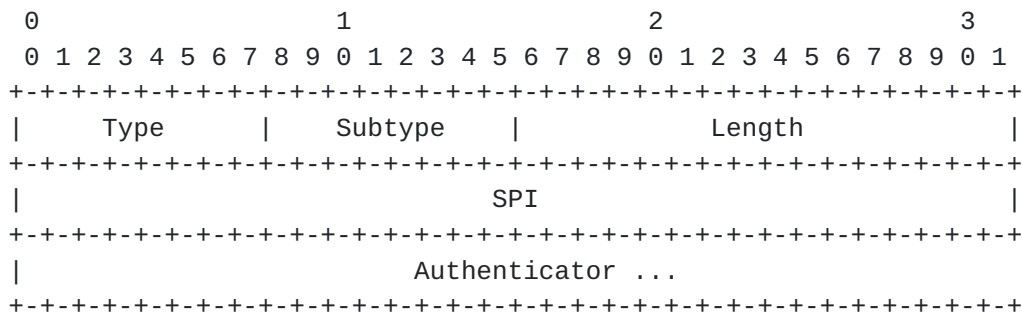 0                   1                   2                   3
 0 1 2 3 4 5 6 7 8 9 0 1 2 3 4 5 6 7 8 9 0 1 2 3 4 5 6 7 8 9 0 1
+-+-+-+-+-+-+-+-+-+-+-+-+-+-+-+-+-+-+-+-+-+-+-+-+-+-+-+-+-+-+-+-+
|     Type      |    Subtype    |            Length             |
+-+-+-+-+-+-+-+-+-+-+-+-+-+-+-+-+-+-+-+-+-+-+-+-+-+-+-+-+-+-+-+-+
|                              SPI                              |
+-+-+-+-+-+-+-+-+-+-+-+-+-+-+-+-+-+-+-+-+-+-+-+-+-+-+-+-+-+-+-+-+
|                         Authenticator ...
+-+-+-+-+-+-+-+-+-+-+-+-+-+-+-+-+-+-+-+-+-+-+-+-+-+-+-+-+-+-+-+-+